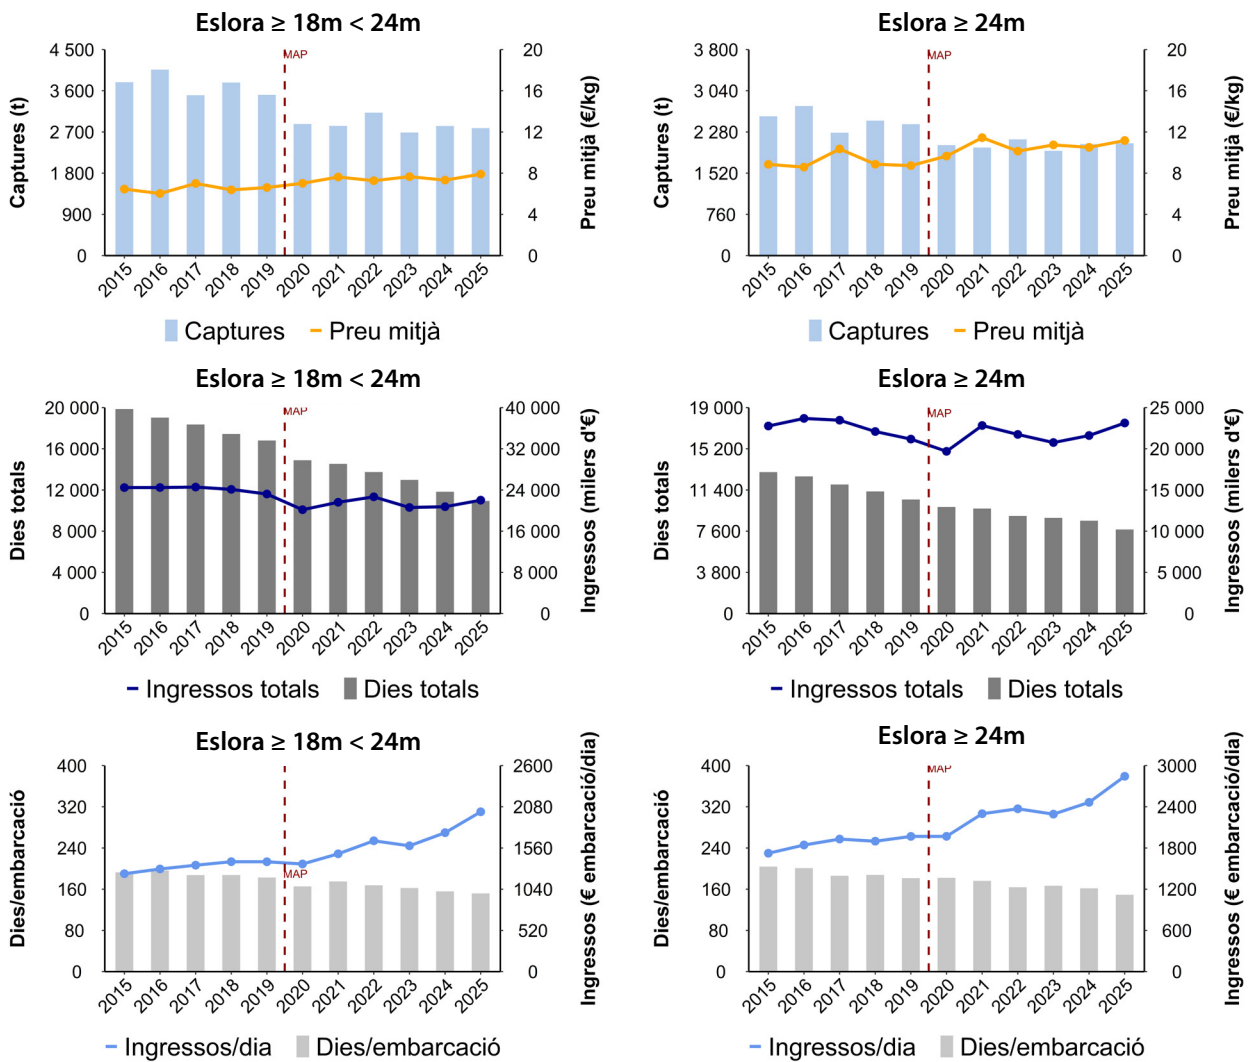 Eslora ≥ 18m < 24m
Captures (t)
4 500
3 600
2 700
1 800
900
0
MAP
20
16
12
8
4
0
Preu mitjà (€/kg)
2015 2016 2017 2018 2019 2020 2021 2022 2023 2024 2025
Captures Preu mitjà
Eslora ≥ 24m
Captures (t)
3 800
3 040
2 280
1 520
760
0
MAP
20
16
12
8
4
0
Preu mitjà (€/kg)
2015 2016 2017 2018 2019 2020 2021 2022 2023 2024 2025
Captures Preu mitjà
Eslora ≥ 18m < 24m
Dies totals
20 000
16 000
12 000
8 000
4 000
0
MAP
40 000
32 000
24 000
16 000
8 000
0
Ingressos (milers d'€)
2015 2016 2017 2018 2019 2020 2021 2022 2023 2024 2025
Ingressos totals Dies totals
Eslora ≥ 24m
Dies totals
19 000
15 200
11 400
7 600
3 800
0
MAP
25 000
20 000
15 000
10 000
5 000
0
Ingressos (milers d'€)
2015 2016 2017 2018 2019 2020 2021 2022 2023 2024 2025
Ingressos totals Dies totals
Eslora ≥ 18m < 24m
Dies/embarcació
400
320
240
160
80
0
MAP
2600
2080
1560
1040
520
0
Ingressos (€ embarcació/dia)
2015 2016 2017 2018 2019 2020 2021 2022 2023 2024 2025
Ingressos/dia Dies/embarcació
Eslora ≥ 24m
Dies/embarcació
400
320
240
160
80
0
MAP
3000
2400
1800
1200
600
0
Ingressos (€ embarcació/dia)
2015 2016 2017 2018 2019 2020 2021 2022 2023 2024 2025
Ingressos/dia Dies/embarcació